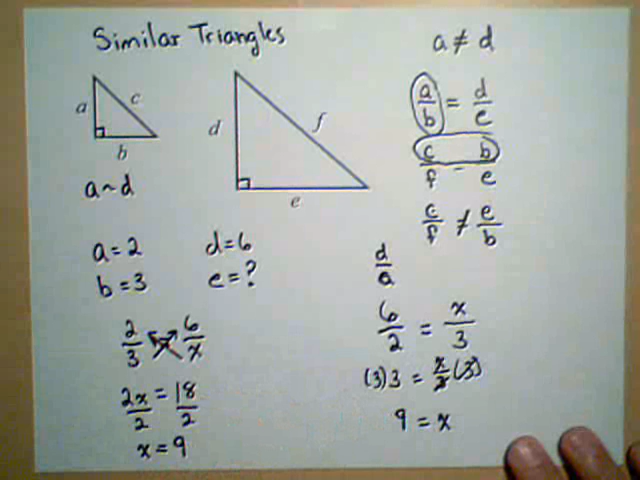 Similar Triangles
a ≠ d
a
c
b
d
f
e
a/b = d/e
c/f = b/e
c/f ≠ e/b
a ~ d
a = 2
b = 3
d = 6
e = ?
2/3 = 6/x
2x/2 = 18/2
x = 9
d/a
6/2 = x/3
(3) 3 = x/3 (3)
9 = x